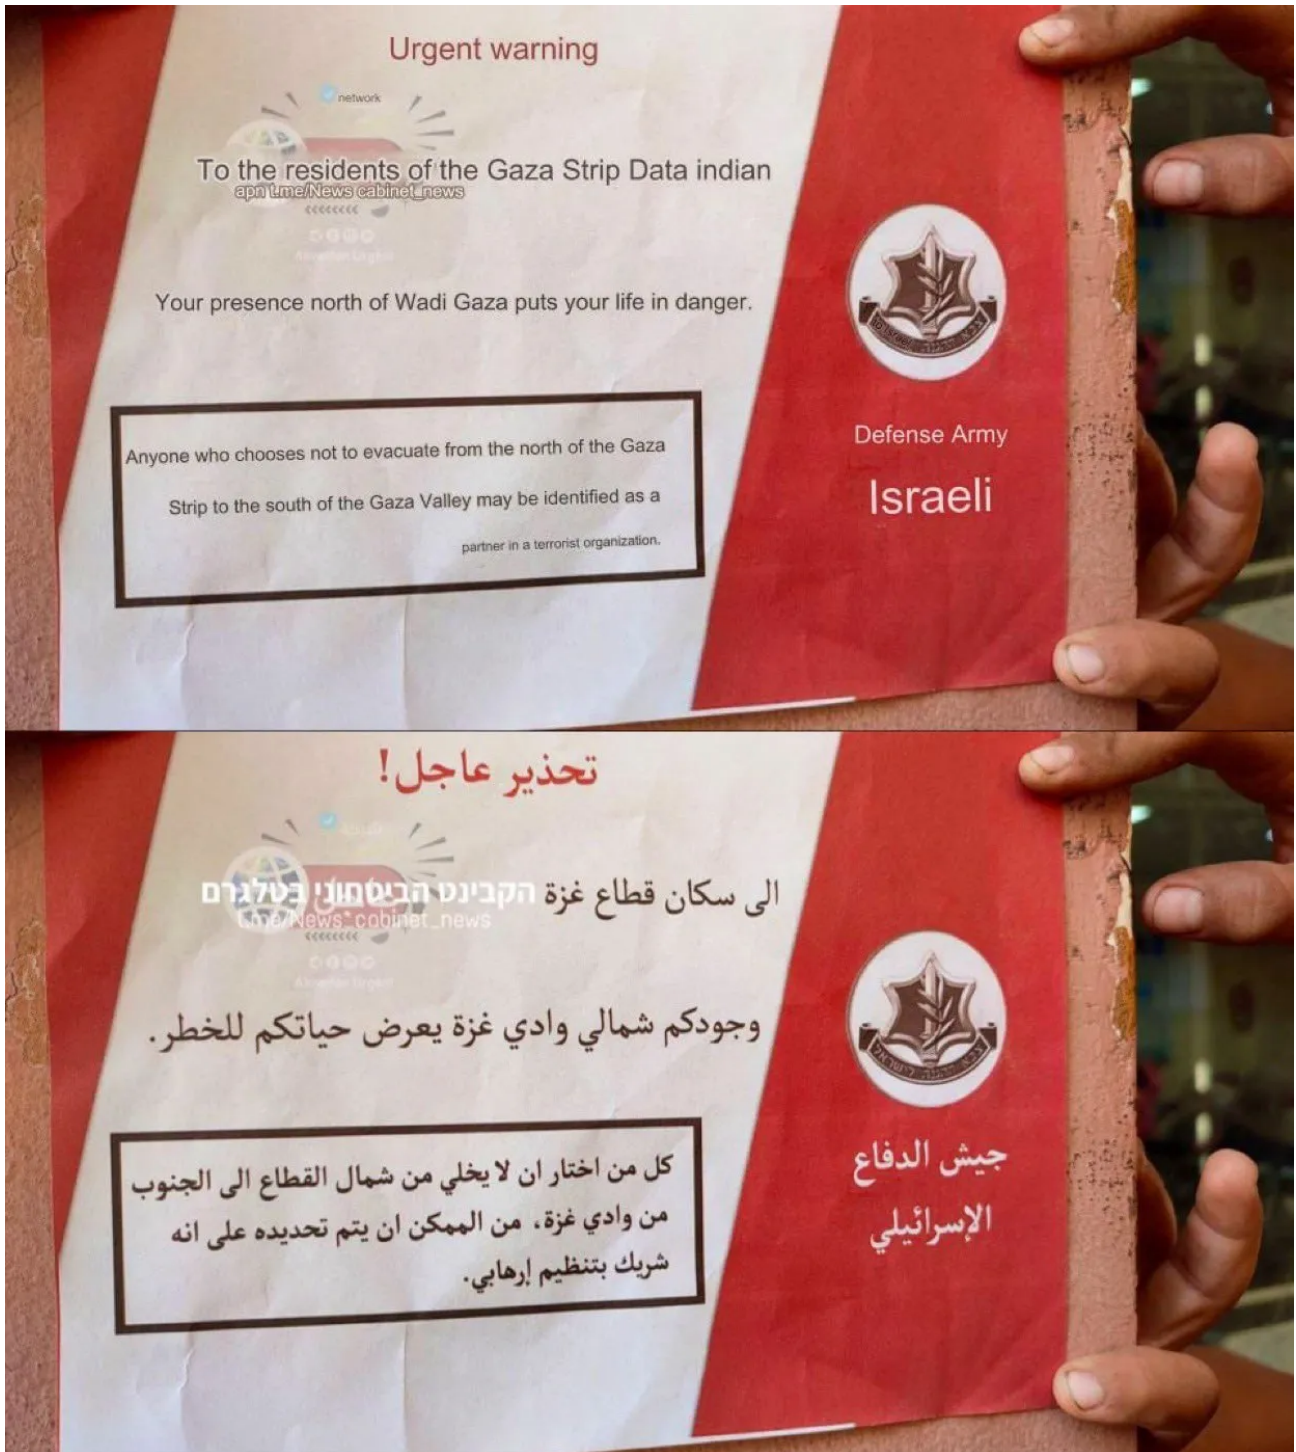 Urgent warning
network
To the residents of the Gaza Strip Data indian
apn t.me/News cabinet_news
Your presence north of Wadi Gaza puts your life in danger.
Anyone who chooses not to evacuate from the north of the Gaza
Strip to the south of the Gaza Valley may be identified as a
partner in a terrorist organization.
Defense Army
Israeli
تحذير عاجل!
الى سكان قطاع غزة
הקבינט הביטחוני בטלגרם
t.me/News_cobinet_news
وجودكم شمالي وادي غزة يعرض حياتكم للخطر.
كل من اختار ان لا يخلي من شمال القطاع الى الجنوب
من وادي غزة، من الممكن ان يتم تحديده على انه
شريك بتنظيم إرهابي.
צבא ההגנה לישראל
جيش الدفاع
الإسرائيلي